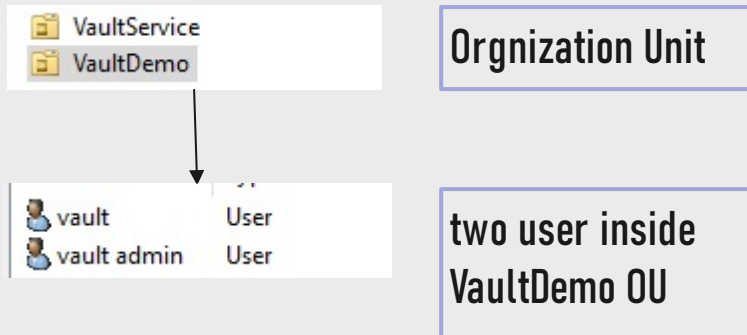 VaultService
VaultDemo
Orgnization Unit
vault User
vault admin User
two user inside
VaultDemo OU